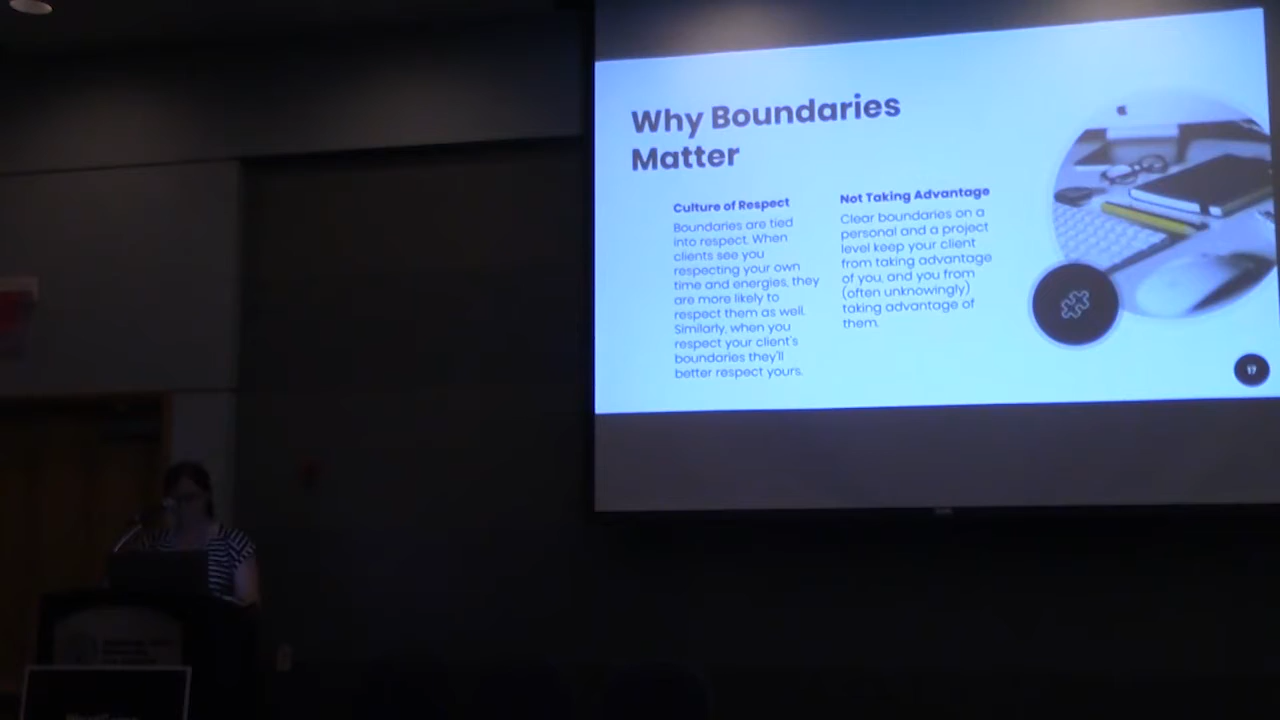 Why Boundaries
Matter
Culture of Respect
Boundaries are tied
into respect. When
clients see you
respecting your own
time and energies, they
are more likely to
respect them as well.
Similarly, when you
respect your client's
boundaries they'll
better respect yours.
Not Taking Advantage
Clear boundaries on a
personal and a project
level keep your client
from taking advantage
of you, and you from
(often unknowingly)
taking advantage of
them.
17